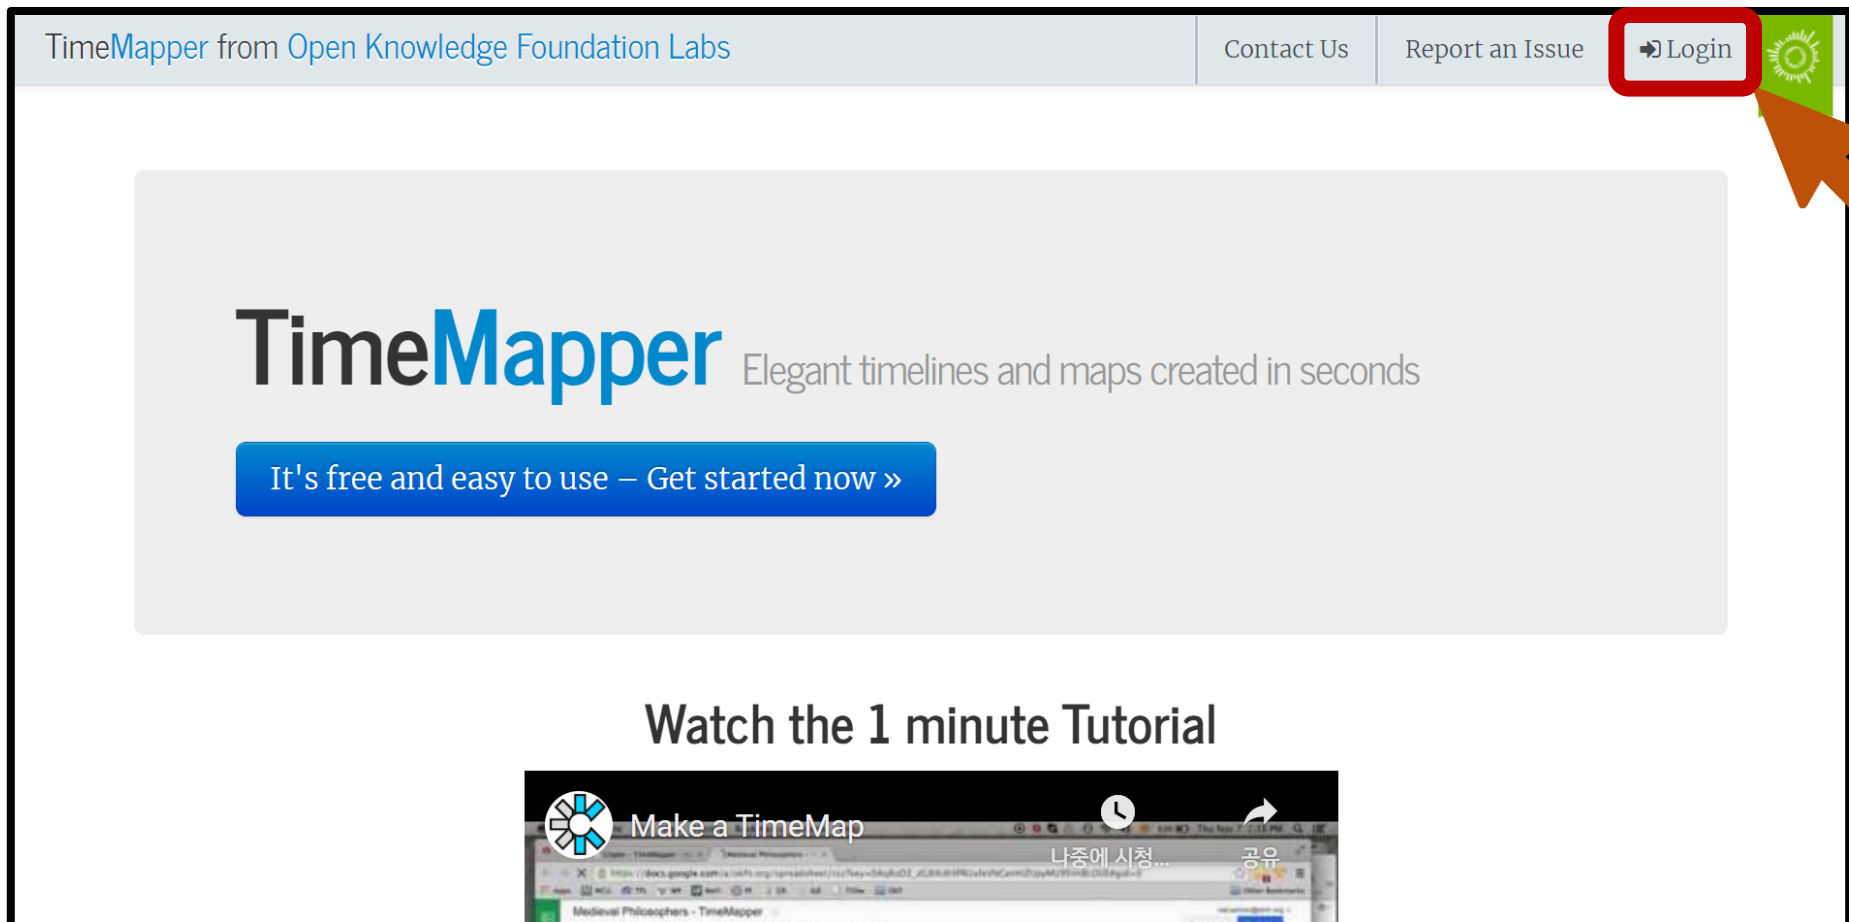 TimeMapper from Open Knowledge Foundation Labs
Contact Us
Report an Issue
Login
TimeMapper Elegant timelines and maps created in seconds
It's free and easy to use – Get started now »
Watch the 1 minute Tutorial
Make a TimeMap
나중에 시청...
공유
Medieval Philosophers - TimeMapper